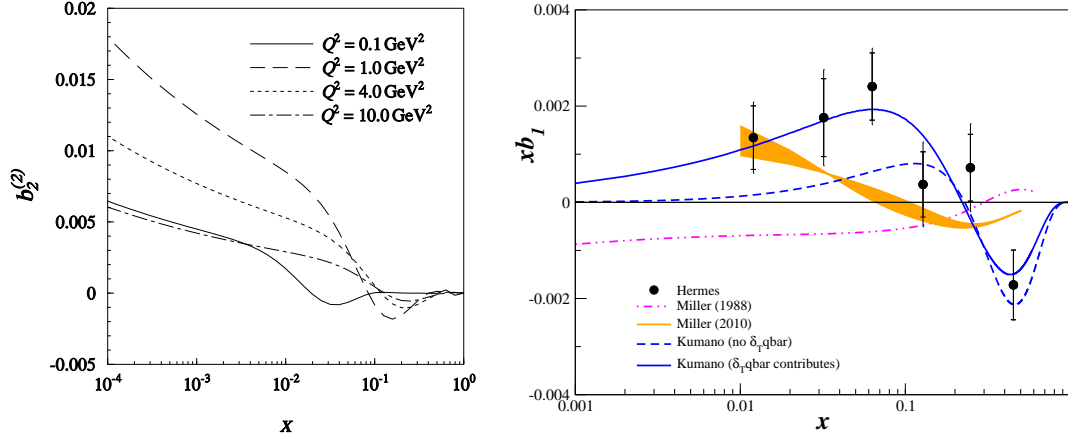 0.02
0.015
0.01
0.005
0
-0.005
b₂⁽²⁾
Q² = 0.1 GeV²
Q² = 1.0 GeV²
Q² = 4.0 GeV²
Q² = 10.0 GeV²
10⁻⁴ 10⁻³ 10⁻² 10⁻¹ 10⁰
x
0.004
0.002
0
-0.002
-0.004
xb₁
Hermes
Miller (1988)
Miller (2010)
Kumano (no δ_Tqbar)
Kumano (δ_Tqbar contributes)
0.001 0.01 0.1
x